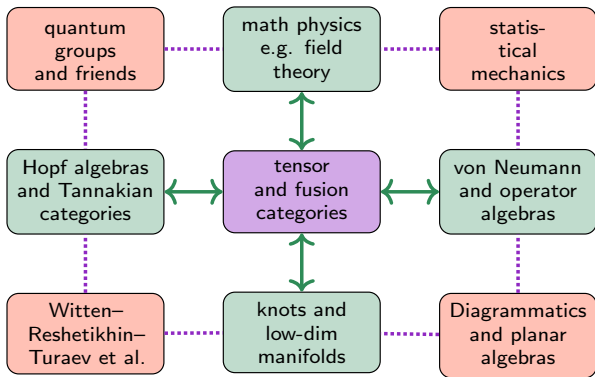 quantum
groups
and friends
math physics
e.g. field
theory
statis-
tical
mechanics
Hopf algebras
and Tannakian
categories
tensor
and fusion
categories
von Neumann
and operator
algebras
Witten–
Reshetikhin–
Turaev et al.
knots and
low-dim
manifolds
Diagrammatics
and planar
algebras